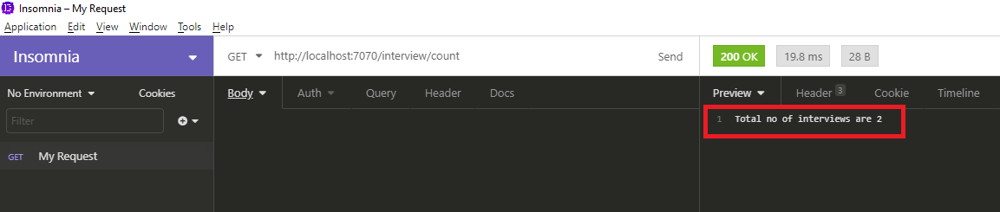 Insomnia – My Request
Application Edit View Window Tools Help
Insomnia
GET http://localhost:7070/interview/count Send
200 OK 19.8 ms 28 B
No Environment Cookies
Body Auth Query Header Docs
Preview Header 3 Cookie Timeline
Filter
1 Total no of interviews are 2
GET My Request